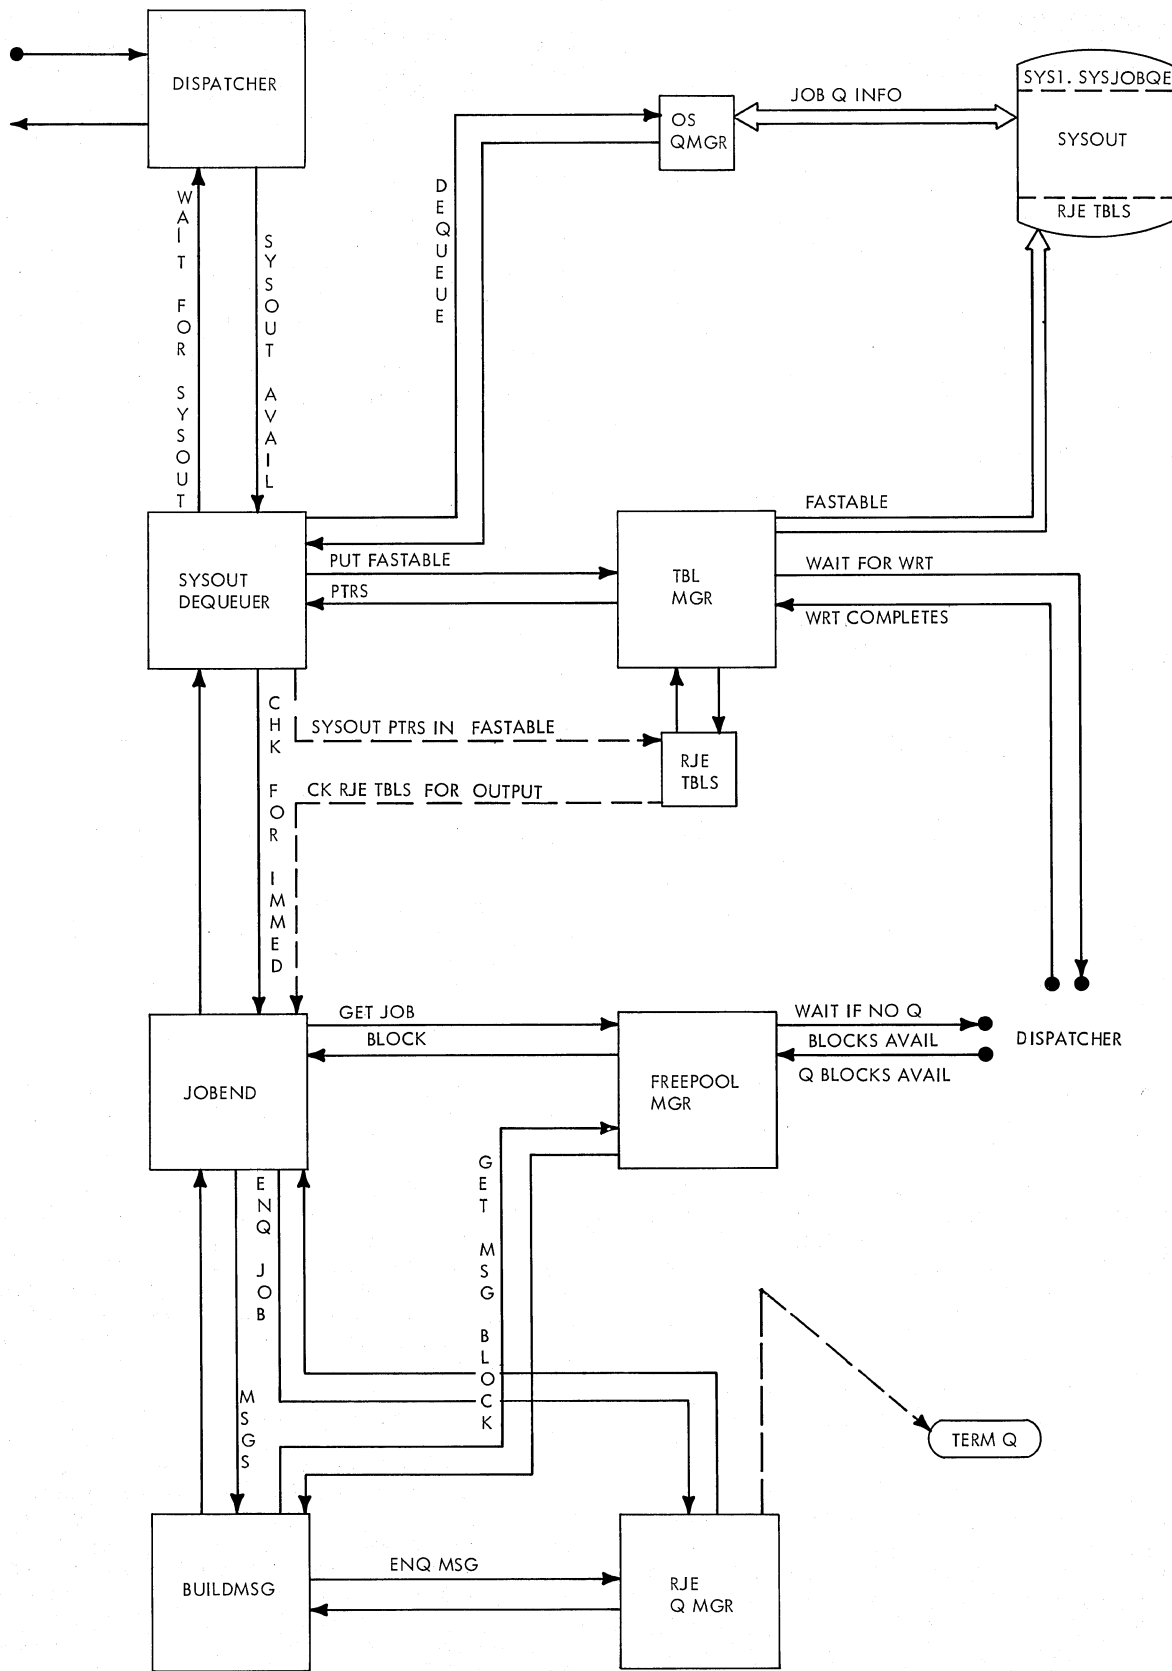 DISPATCHER
SYS1. SYSJOBQE
JOB Q INFO
OS
QMGR
SYSOUT
RJE TBLS
WAIT FOR SYSOUT
SYSOUT AVAIL
DEQUEUE
FASTABLE
PUT FASTABLE
WAIT FOR WRT
SYSOUT
DEQUEUER
TBL
MGR
PTRS
WRT COMPLETES
CHK FOR IMMED
SYSOUT PTRS IN FASTABLE
RJE
TBLS
CK RJE TBLS FOR OUTPUT
GET JOB
BLOCK
WAIT IF NO Q
BLOCKS AVAIL
Q BLOCKS AVAIL
DISPATCHER
JOBEND
FREEPOOL
MGR
ENQ JOB
GET MSG BLOCK
MSGS
TERM Q
ENQ MSG
BUILDMSG
RJE
Q MGR